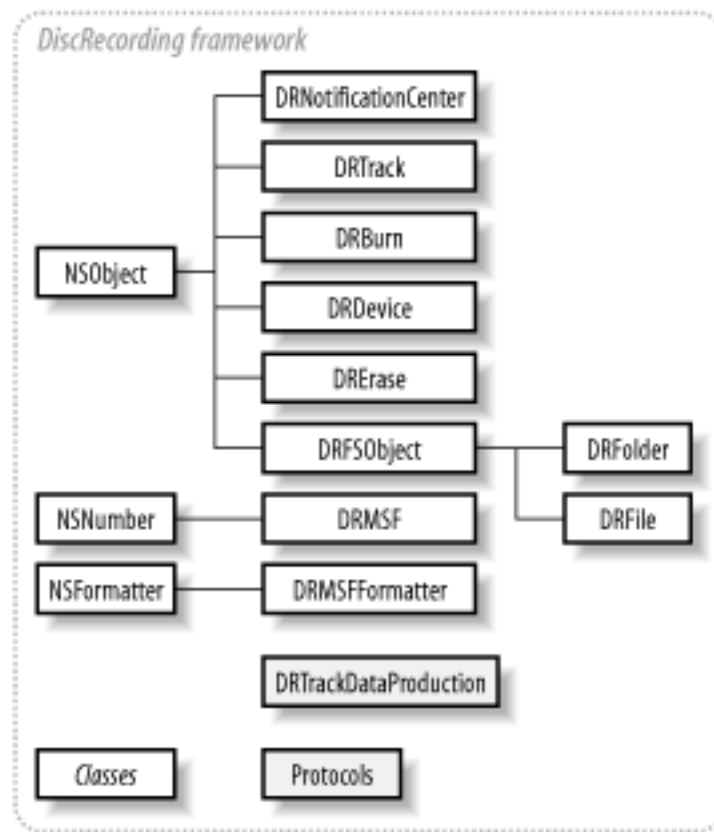 DiscRecording framework
DRNotificationCenter
DRTrack
DRBurn
NSObject
DRDevice
DRErase
DRFSObject
DRFolder
NSNumber
DRMSF
DRFile
NSFormatter
DRMSFFormatter
DRTrackDataProduction
Classes
Protocols